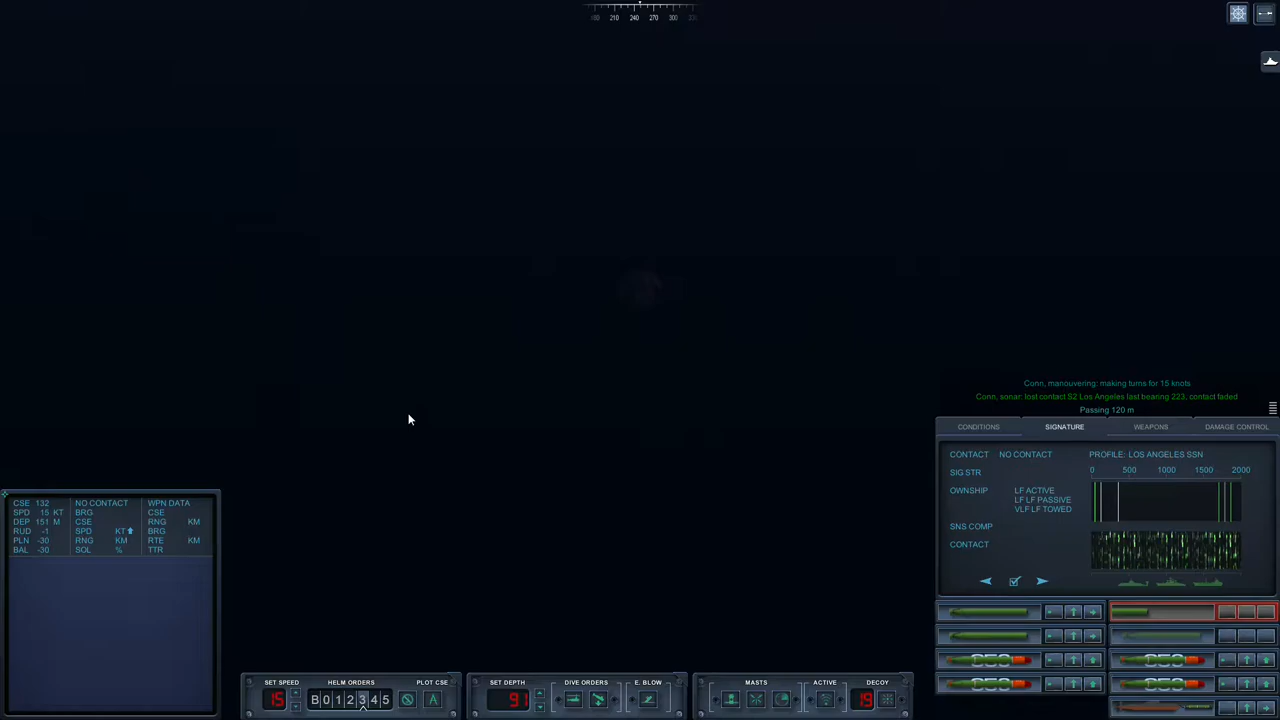 180 210 240 270 300
Conn, manouvering: making turns for 15 knots
Conn, sonar: lost contact S2 Los Angeles last bearing 223, contact faded
Passing 120 m
CONDITIONS SIGNATURE WEAPONS DAMAGE CONTROL
CONTACT NO CONTACT PROFILE: LOS ANGELES SSN
SIG STR 0 500 1000 1500 2000
OWNSHIP LF ACTIVE
LF LF PASSIVE
VLF LF TOWED
SNS COMP
CONTACT
CSE 132 NO CONTACT WPN DATA
SPD 15 KT BRG CSE
DEP 151 M CSE RNG KM
RUD -1 SPD KT BRG
PLN -30 RNG KM RTE KM
BAL -30 SOL % TTR
SET SPEED HELM ORDERS PLOT CSE SET DEPTH DIVE ORDERS E. BLOW MASTS ACTIVE DECOY
15 B 0 1 2 3 4 5 A 91 19